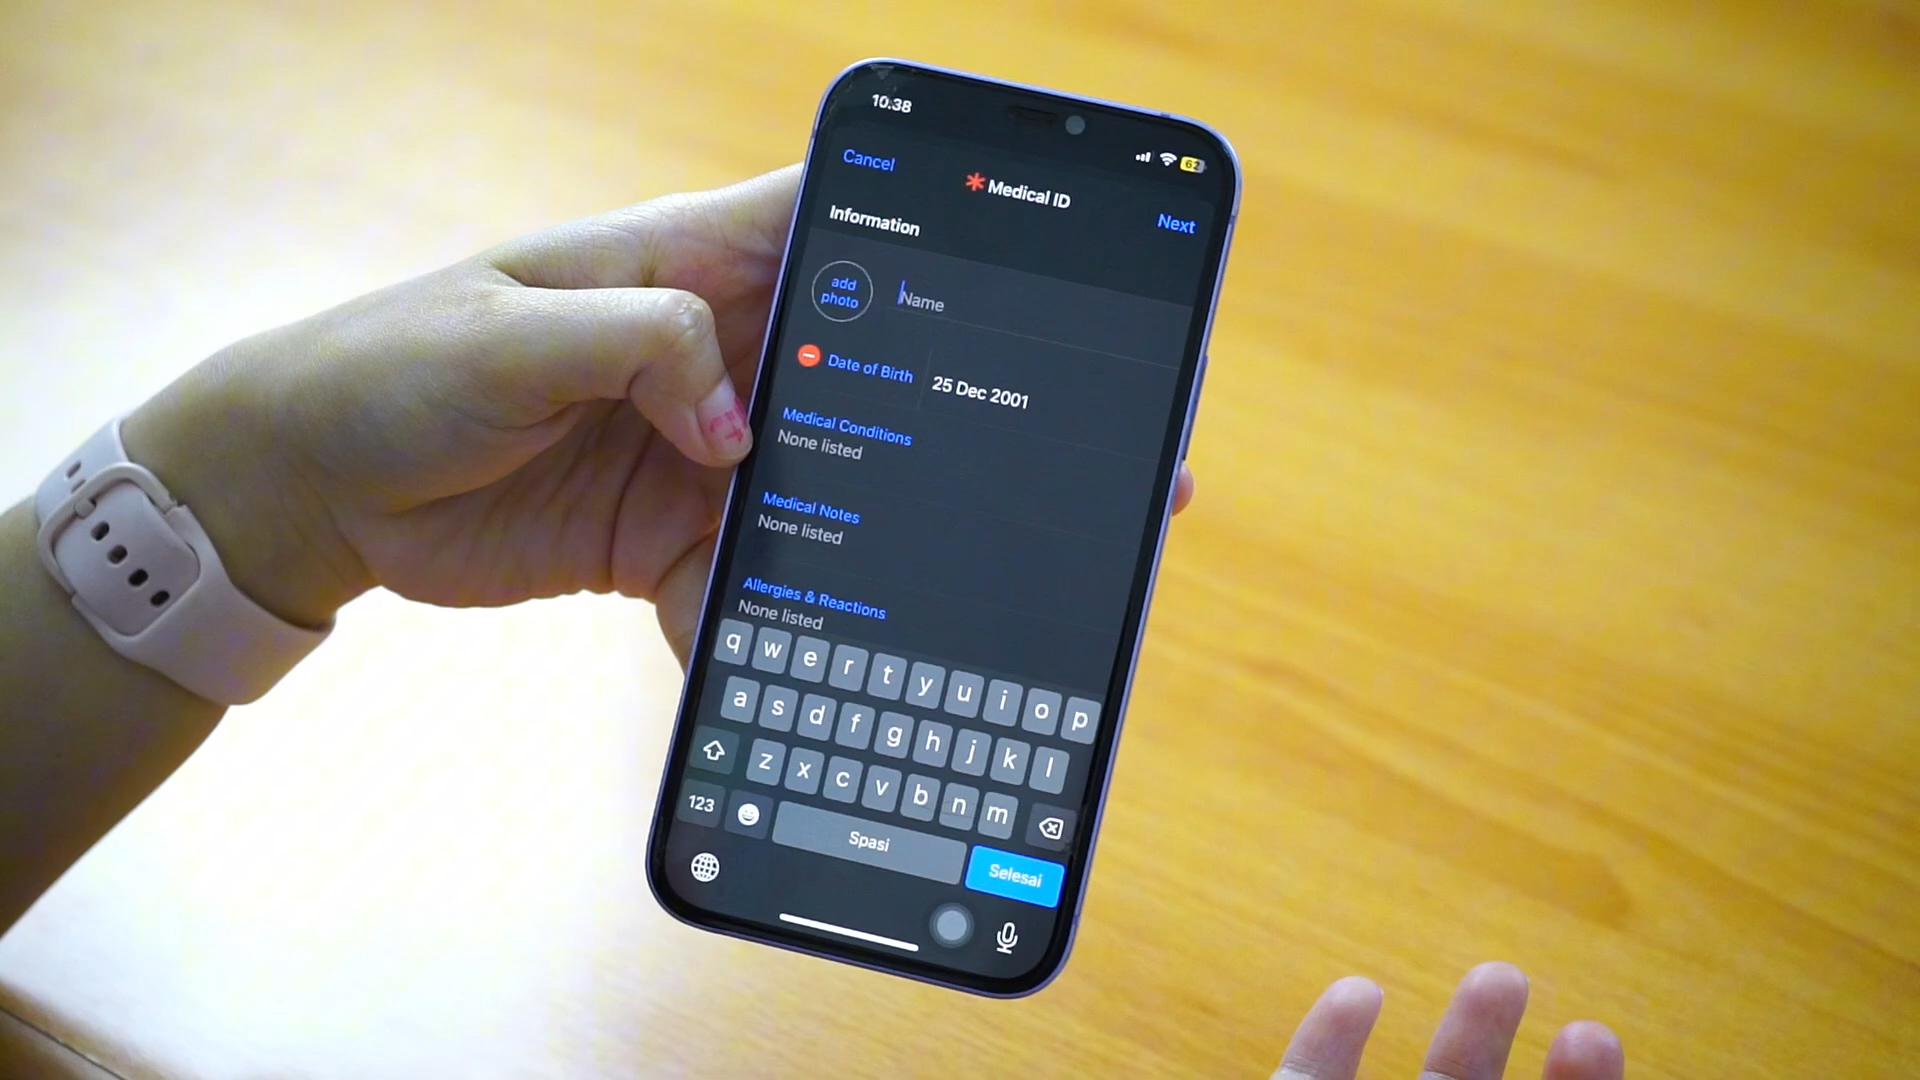 10.38
62
Cancel
Medical ID
Next
Information
add
photo
Name
Date of Birth
25 Dec 2001
Medical Conditions
None listed
Medical Notes
None listed
Allergies & Reactions
None listed
q w e r t y u i o p
a s d f g h j k l
z x c v b n m
123
Spasi
Selesai